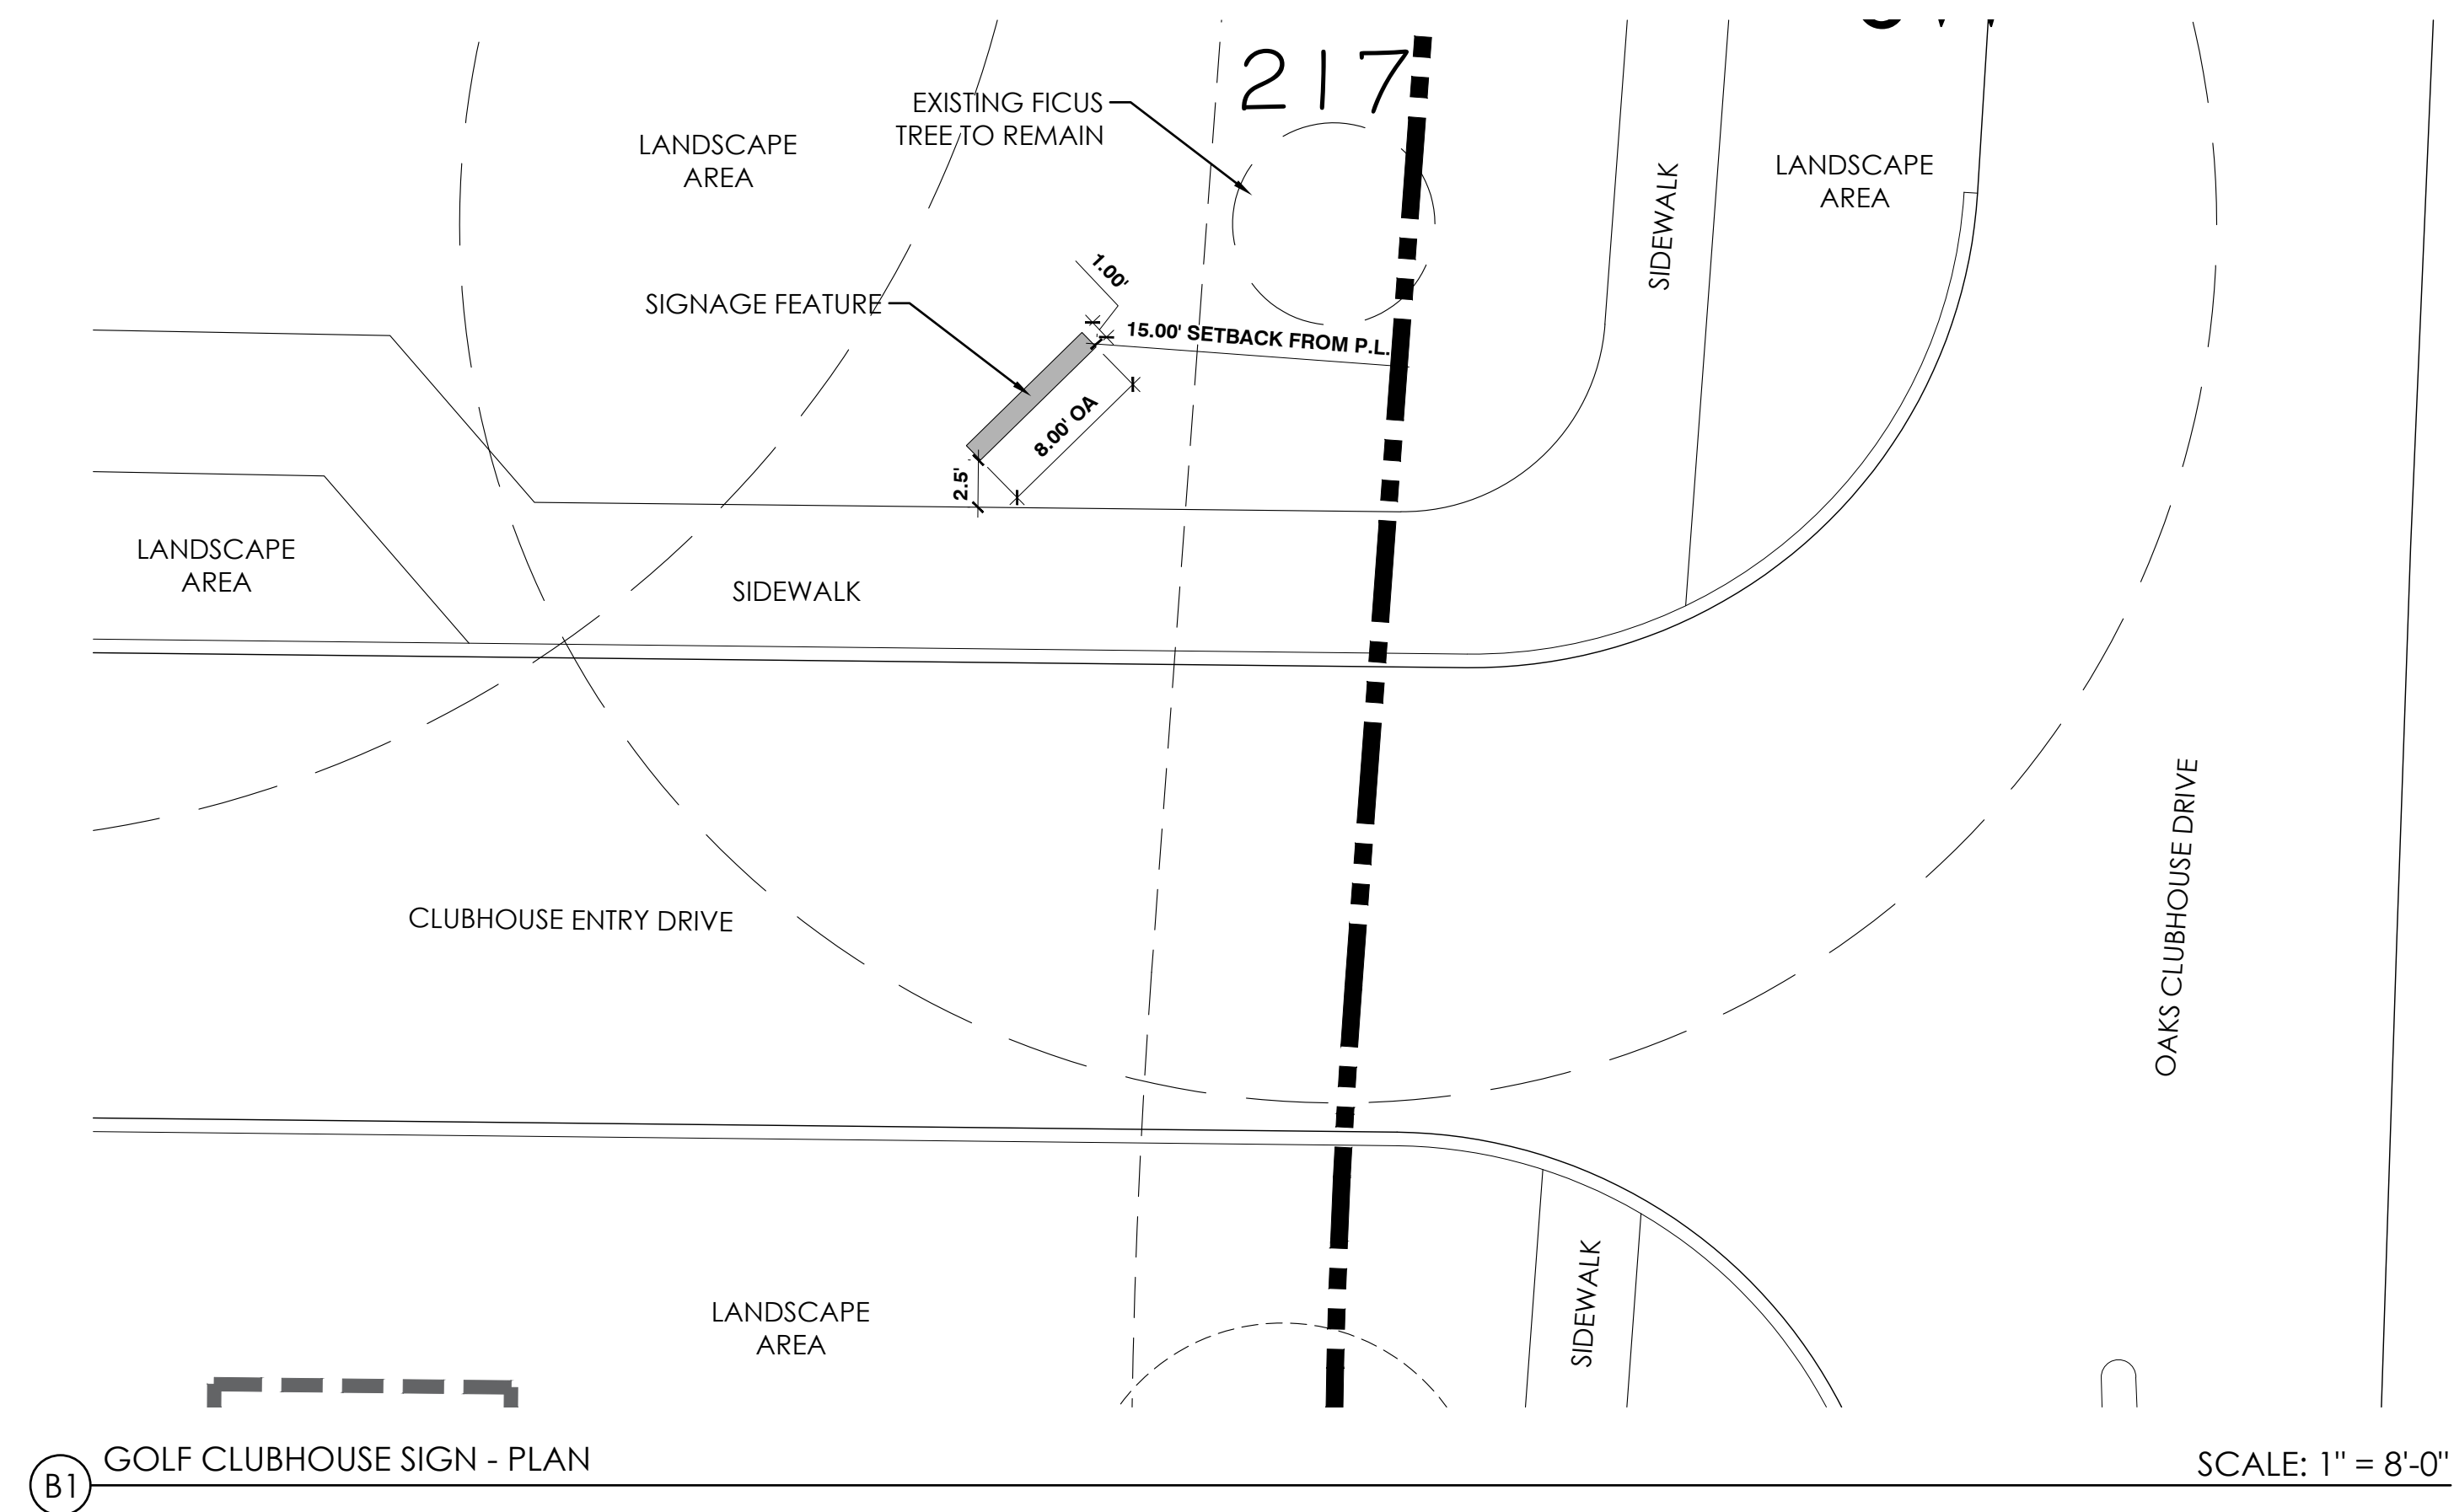 217
EXISTING FICUS
TREE TO REMAIN
LANDSCAPE
AREA
LANDSCAPE
AREA
SIDEWALK
1.00'
SIGNAGE FEATURE
15.00' SETBACK FROM P.L.
8.00' OA
2.5'
LANDSCAPE
AREA
SIDEWALK
CLUBHOUSE ENTRY DRIVE
OAKS CLUBHOUSE DRIVE
LANDSCAPE
AREA
SIDEWALK
B1
GOLF CLUBHOUSE SIGN - PLAN
SCALE: 1" = 8'-0"